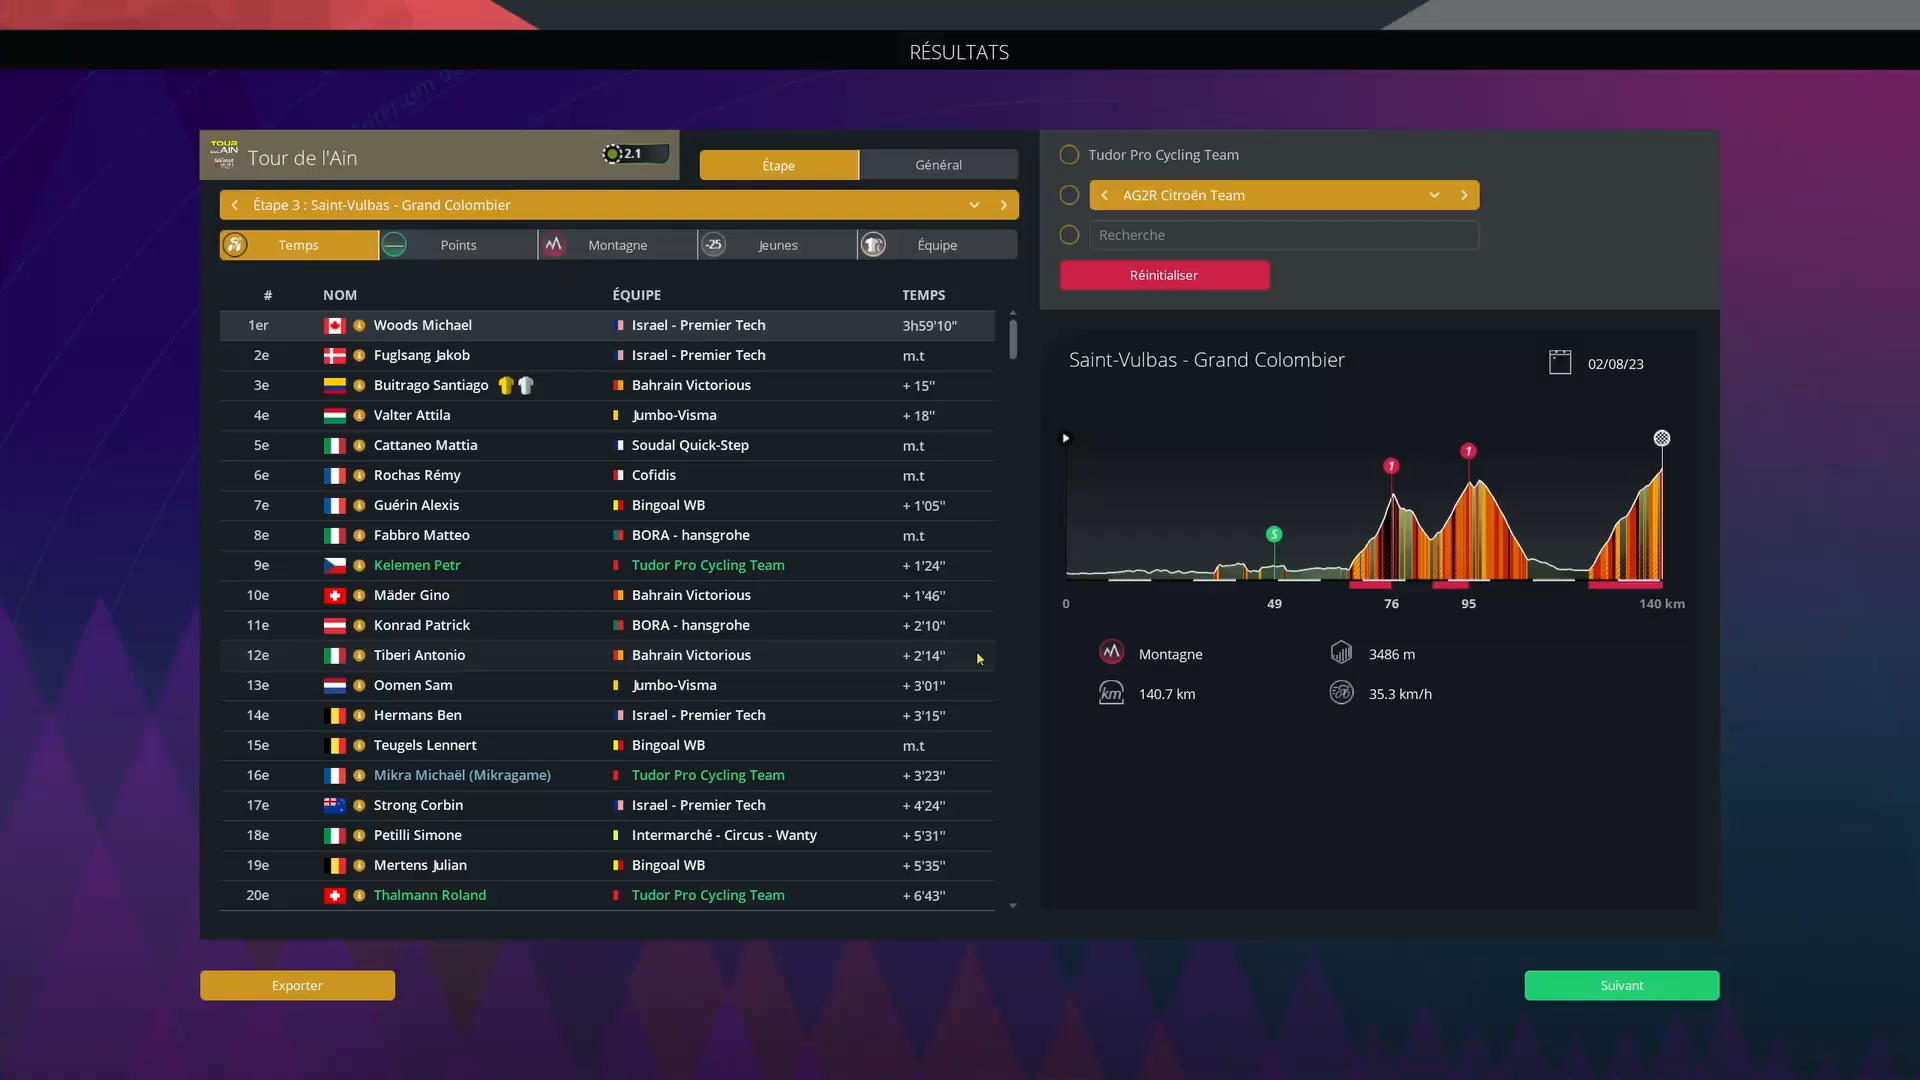 RÉSULTATS
Tour de l'Ain
2.1
Étape
Général
Étape 3 : Saint-Vulbas - Grand Colombier
Temps
Points
Montagne
-25
Jeunes
Équipe
# NOM ÉQUIPE TEMPS
1er Woods Michael Israel - Premier Tech 3h59'10''
2e Fuglsang Jakob Israel - Premier Tech m.t
3e Buitrago Santiago Bahrain Victorious + 15''
4e Valter Attila Jumbo-Visma + 18''
5e Cattaneo Mattia Soudal Quick-Step m.t
6e Rochas Rémy Cofidis m.t
7e Guérin Alexis Bingoal WB + 1'05''
8e Fabbro Matteo BORA - hansgrohe m.t
9e Kelemen Petr Tudor Pro Cycling Team + 1'24''
10e Mäder Gino Bahrain Victorious + 1'46''
11e Konrad Patrick BORA - hansgrohe + 2'10''
12e Tiberi Antonio Bahrain Victorious + 2'14''
13e Oomen Sam Jumbo-Visma + 3'01''
14e Hermans Ben Israel - Premier Tech + 3'15''
15e Teugels Lennert Bingoal WB m.t
16e Mikra Michaël (Mikragame) Tudor Pro Cycling Team + 3'23''
17e Strong Corbin Israel - Premier Tech + 4'24''
18e Petilli Simone Intermarché - Circus - Wanty + 5'31''
19e Mertens Julian Bingoal WB + 5'35''
20e Thalmann Roland Tudor Pro Cycling Team + 6'43''
Tudor Pro Cycling Team
AG2R Citroën Team
Recherche
Réinitialiser
Saint-Vulbas - Grand Colombier
02/08/23
1
1
S
0 49 76 95 140 km
Montagne
3486 m
km
140.7 km
35.3 km/h
Exporter
Suivant